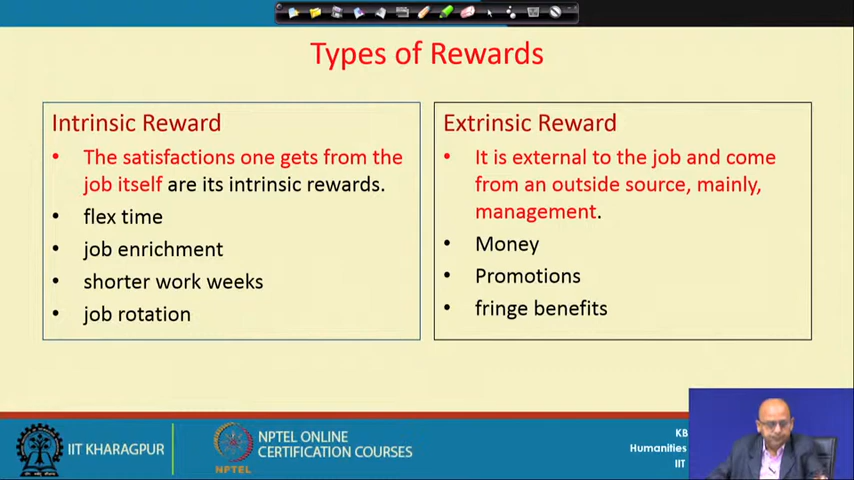 Types of Rewards
Intrinsic Reward
• The satisfactions one gets from the
job itself are its intrinsic rewards.
• flex time
• job enrichment
• shorter work weeks
• job rotation
Extrinsic Reward
• It is external to the job and come
from an outside source, mainly,
management.
• Money
• Promotions
• fringe benefits
IIT KHARAGPUR
NPTEL
NPTEL ONLINE
CERTIFICATION COURSES
KB
Humanities
IIT